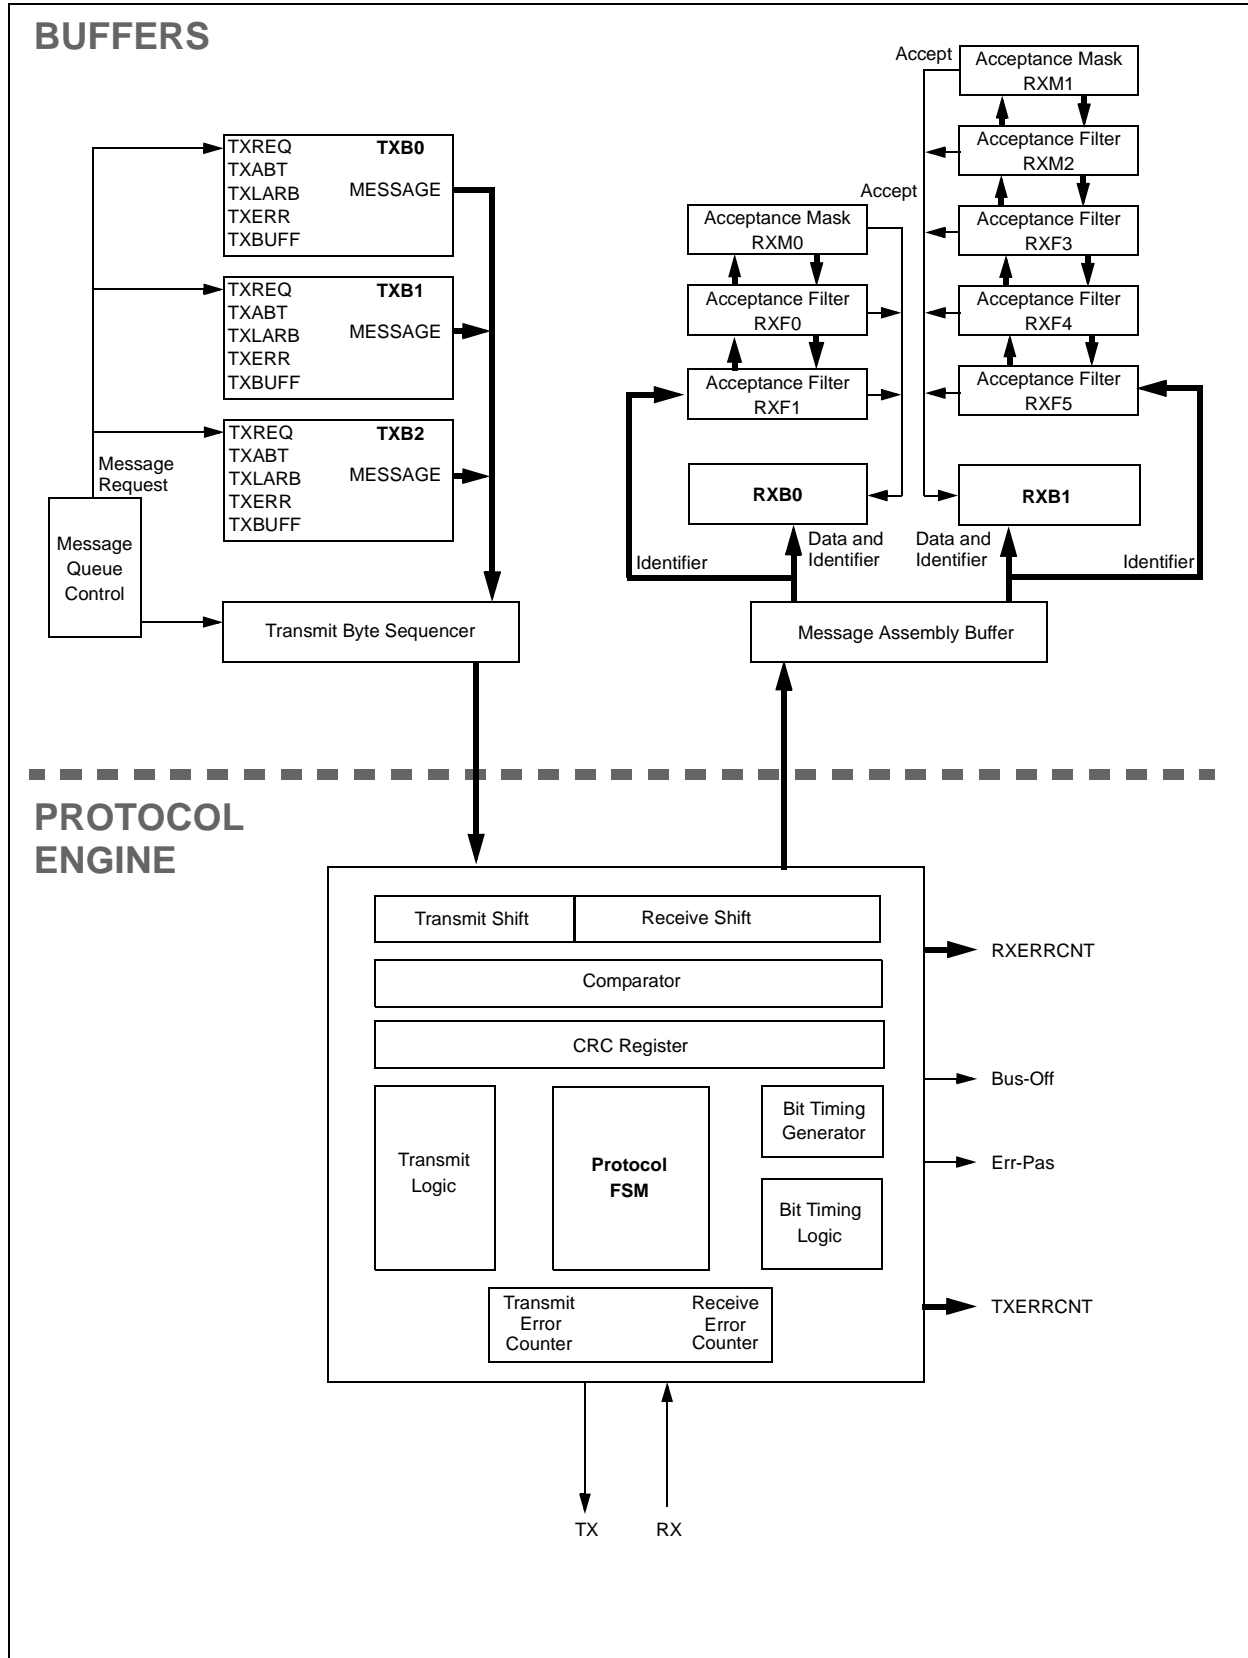 BUFFERS
Accept
Acceptance Mask
RXM1
Acceptance Filter
RXM2
Acceptance Filter
RXF3
Acceptance Filter
RXF4
Acceptance Filter
RXF5
Accept
Acceptance Mask
RXM0
Acceptance Filter
RXF0
Acceptance Filter
RXF1
TXREQ
TXABT
TXLARB
TXERR
TXBUFF
TXB0
MESSAGE
TXREQ
TXABT
TXLARB
TXERR
TXBUFF
TXB1
MESSAGE
TXREQ
TXABT
TXLARB
TXERR
TXBUFF
TXB2
MESSAGE
Message
Request
Message
Queue
Control
RXB0
RXB1
Identifier
Data and
Identifier
Data and
Identifier
Identifier
Transmit Byte Sequencer
Message Assembly Buffer
PROTOCOL
ENGINE
Transmit Shift
Receive Shift
Comparator
CRC Register
Transmit
Logic
Protocol
FSM
Bit Timing
Generator
Bit Timing
Logic
Transmit
Error
Counter
Receive
Error
Counter
RXERRCNT
Bus-Off
Err-Pas
TXERRCNT
TX
RX